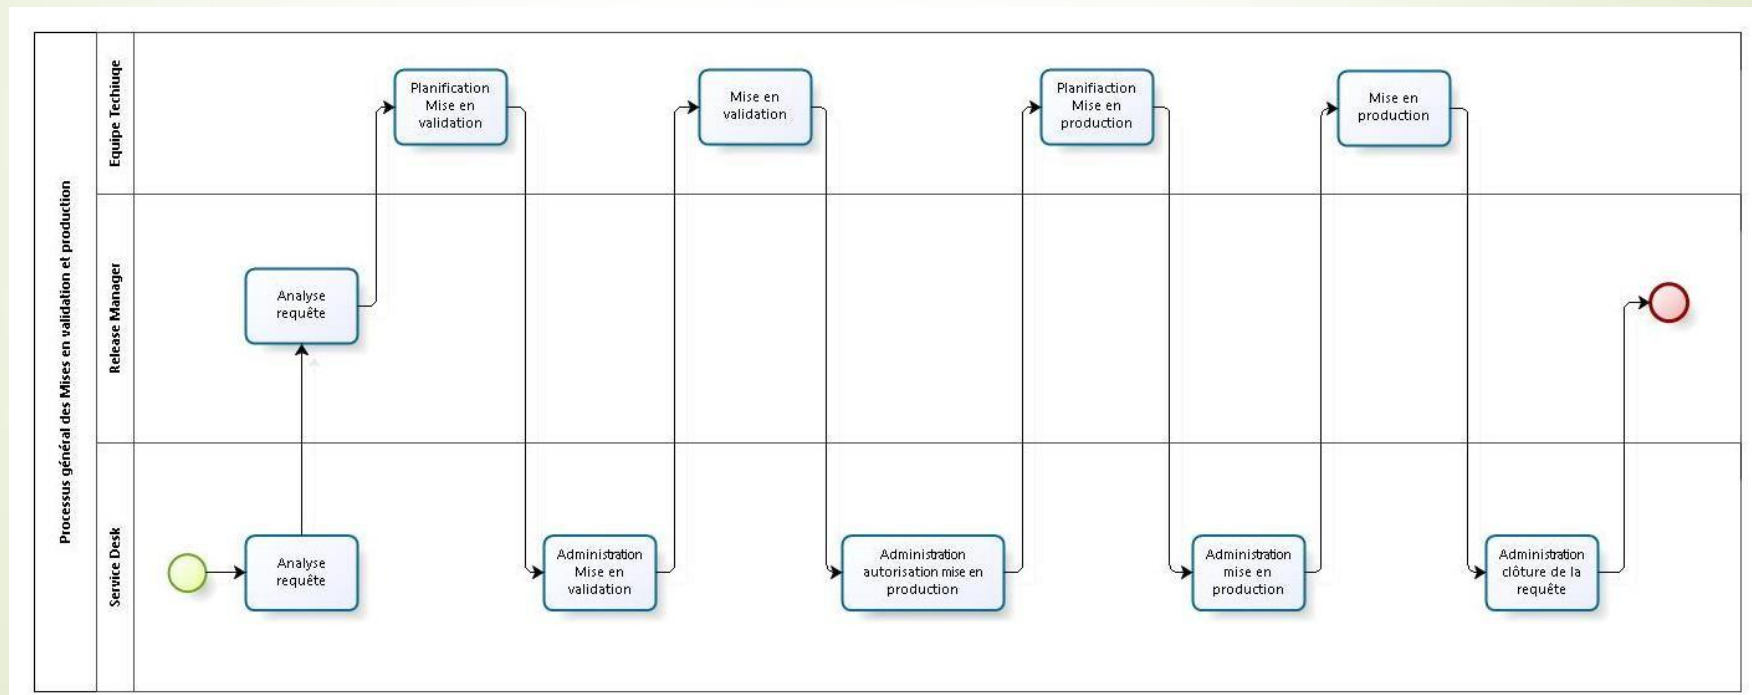 Processus général des Mises en validation et production
Equipe Techiuqe
Planification
Mise en
validation
Mise en
validation
Planifiaction
Mise en
production
Mise en
production
Release Manager
Analyse
requête
Service Desk
Analyse
requête
Administration
Mise en
validation
Administration
autorisation mise en
production
Administration
mise en
production
Administration
clôture de la
requête